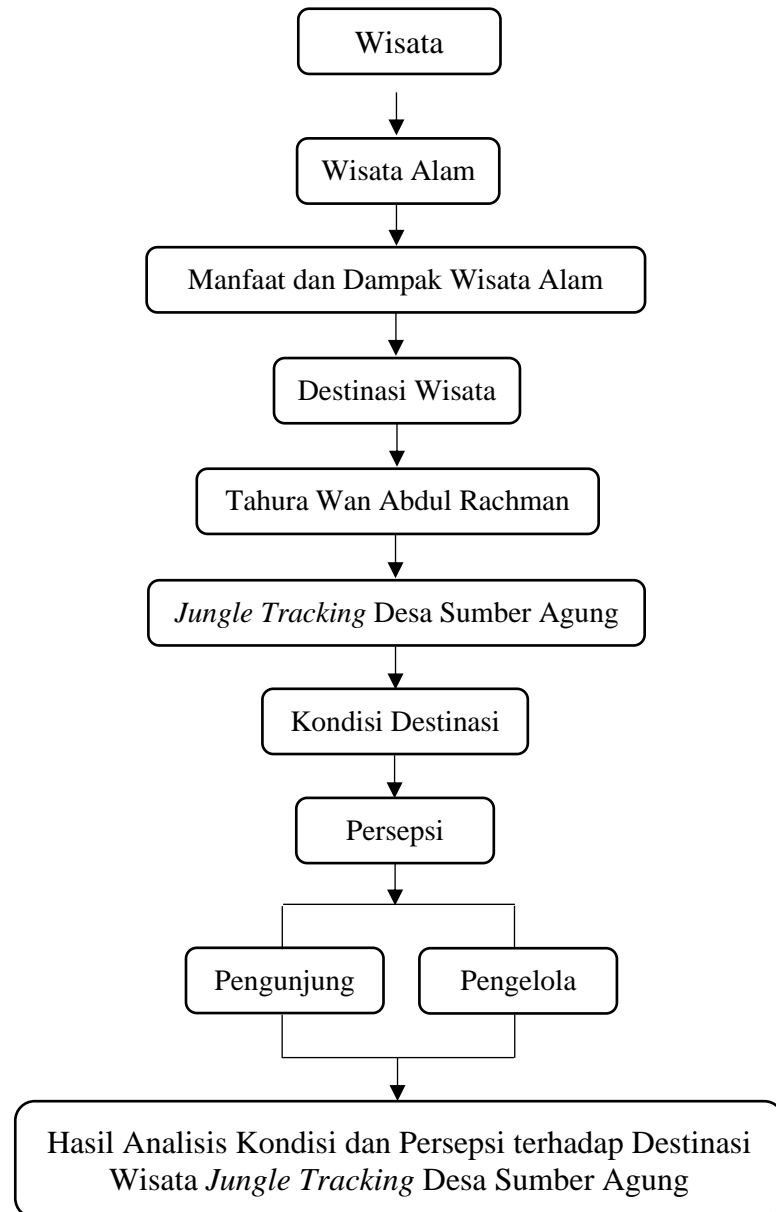 Wisata
Wisata Alam
Manfaat dan Dampak Wisata Alam
Destinasi Wisata
Tahura Wan Abdul Rachman
Jungle Tracking Desa Sumber Agung
Kondisi Destinasi
Persepsi
Pengunjung
Pengelola
Hasil Analisis Kondisi dan Persepsi terhadap Destinasi
Wisata Jungle Tracking Desa Sumber Agung